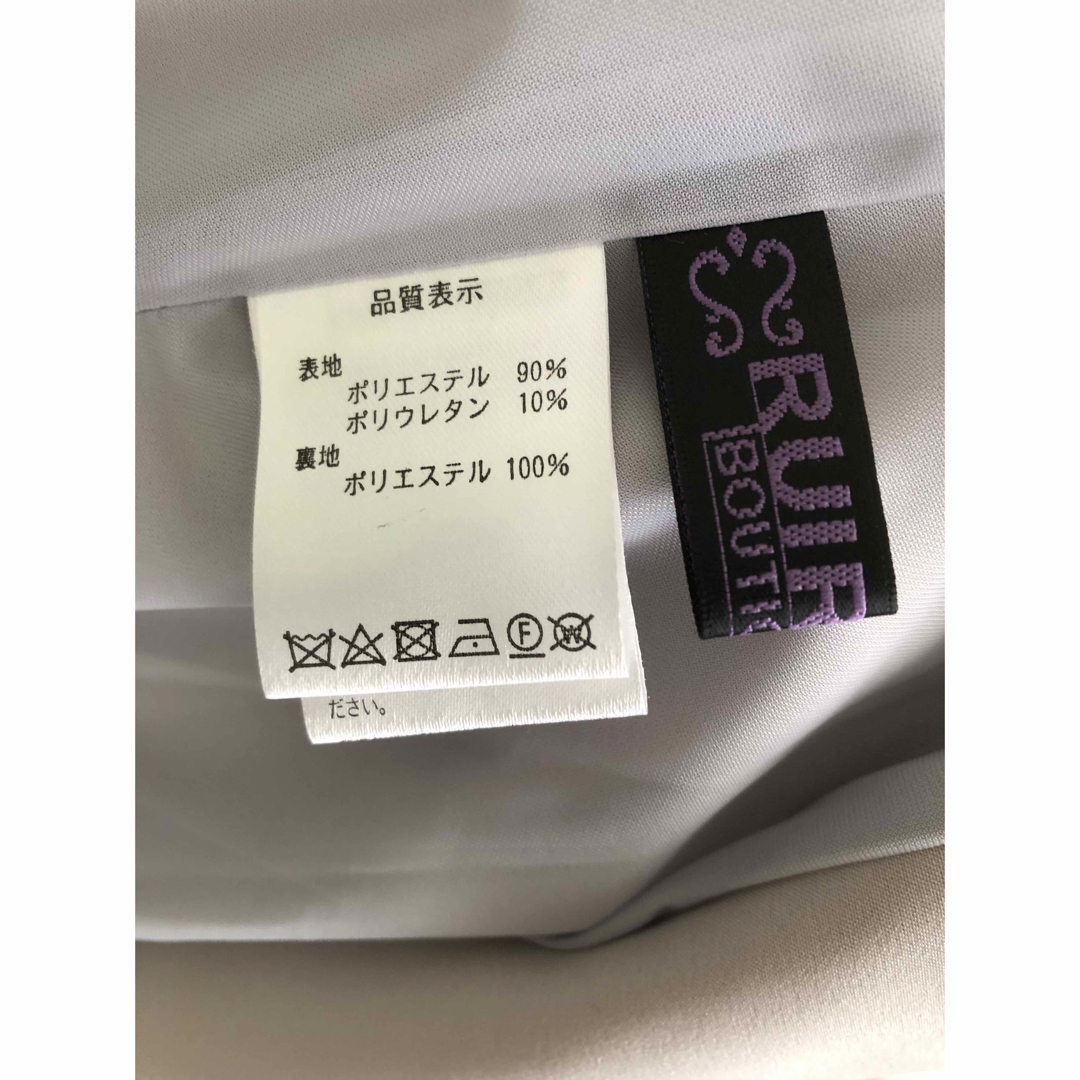 品質表示
表地
ポリエステル 90%
ポリウレタン 10%
裏地
ポリエステル 100%
F W
ださい。
RUIR
BOUTI